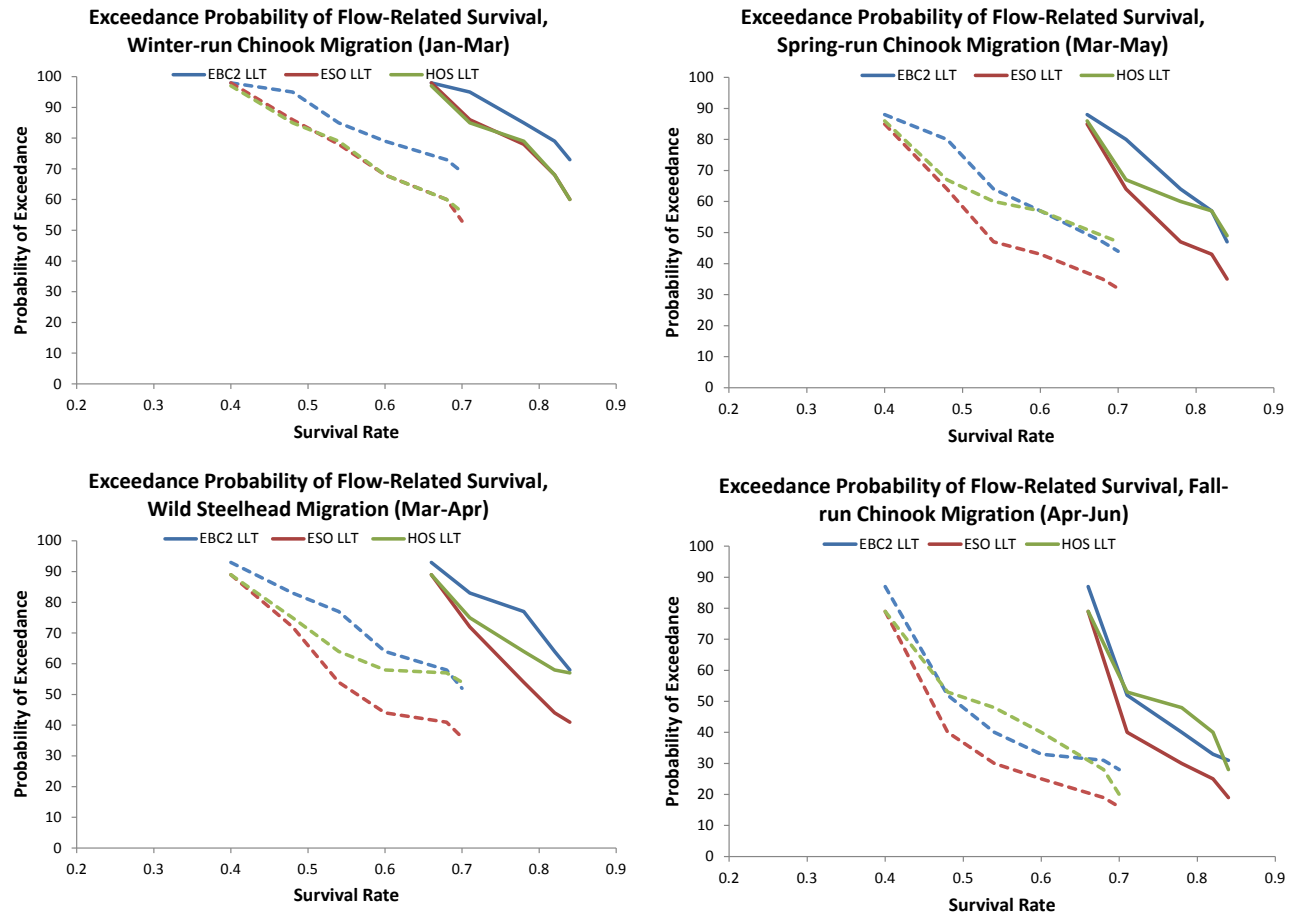 Exceedance Probability of Flow-Related Survival,
Winter-run Chinook Migration (Jan-Mar)
EBC2 LLT ESO LLT HOS LLT
Probability of Exceedance
100
90
80
70
60
50
40
30
20
10
0
0.2 0.3 0.4 0.5 0.6 0.7 0.8 0.9
Survival Rate
Exceedance Probability of Flow-Related Survival,
Spring-run Chinook Migration (Mar-May)
EBC2 LLT ESO LLT HOS LLT
Probability of Exceedance
100
90
80
70
60
50
40
30
20
10
0
0.2 0.3 0.4 0.5 0.6 0.7 0.8 0.9
Survival Rate
Exceedance Probability of Flow-Related Survival,
Wild Steelhead Migration (Mar-Apr)
EBC2 LLT ESO LLT HOS LLT
Probability of Exceedance
100
90
80
70
60
50
40
30
20
10
0
0.2 0.3 0.4 0.5 0.6 0.7 0.8 0.9
Survival Rate
Exceedance Probability of Flow-Related Survival, Fall-
run Chinook Migration (Apr-Jun)
EBC2 LLT ESO LLT HOS LLT
Probability of Exceedance
100
90
80
70
60
50
40
30
20
10
0
0.2 0.3 0.4 0.5 0.6 0.7 0.8 0.9
Survival Rate